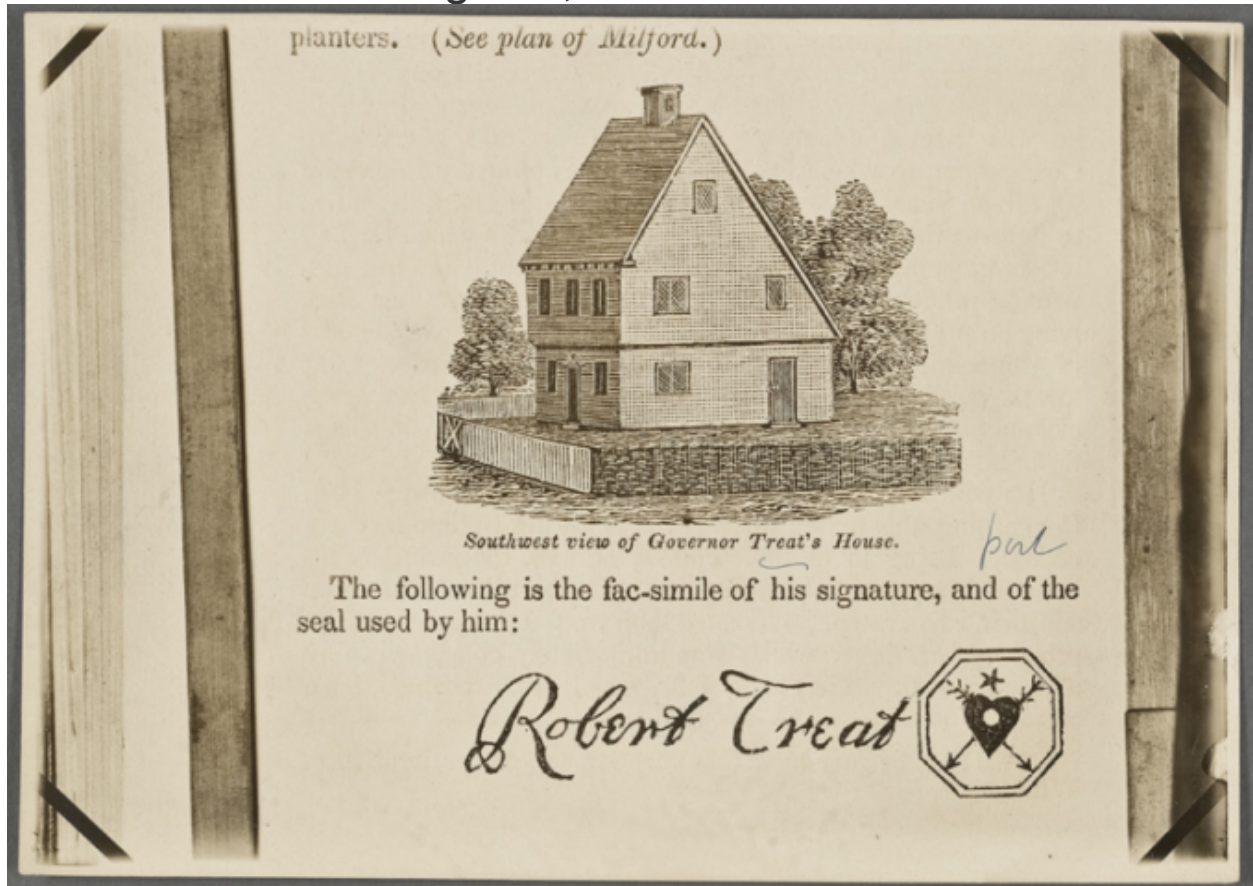 planters. (See plan of Milford.)
Southwest view of Governor Treat's House.
The following is the fac-simile of his signature, and of the
seal used by him:
Robert Treat